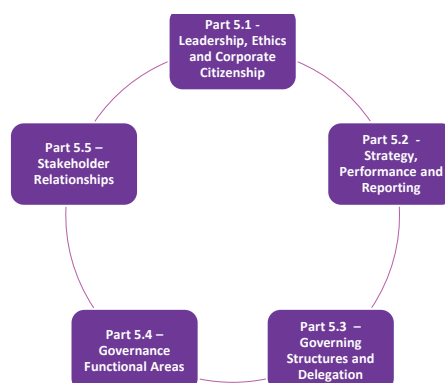 Part 5.1 -
Leadership, Ethics
and Corporate
Citizenship
Part 5.2 -
Strategy,
Performance and
Reporting
Part 5.3 –
Governing
Structures and
Delegation
Part 5.4 –
Governance
Functional Areas
Part 5.5 –
Stakeholder
Relationships